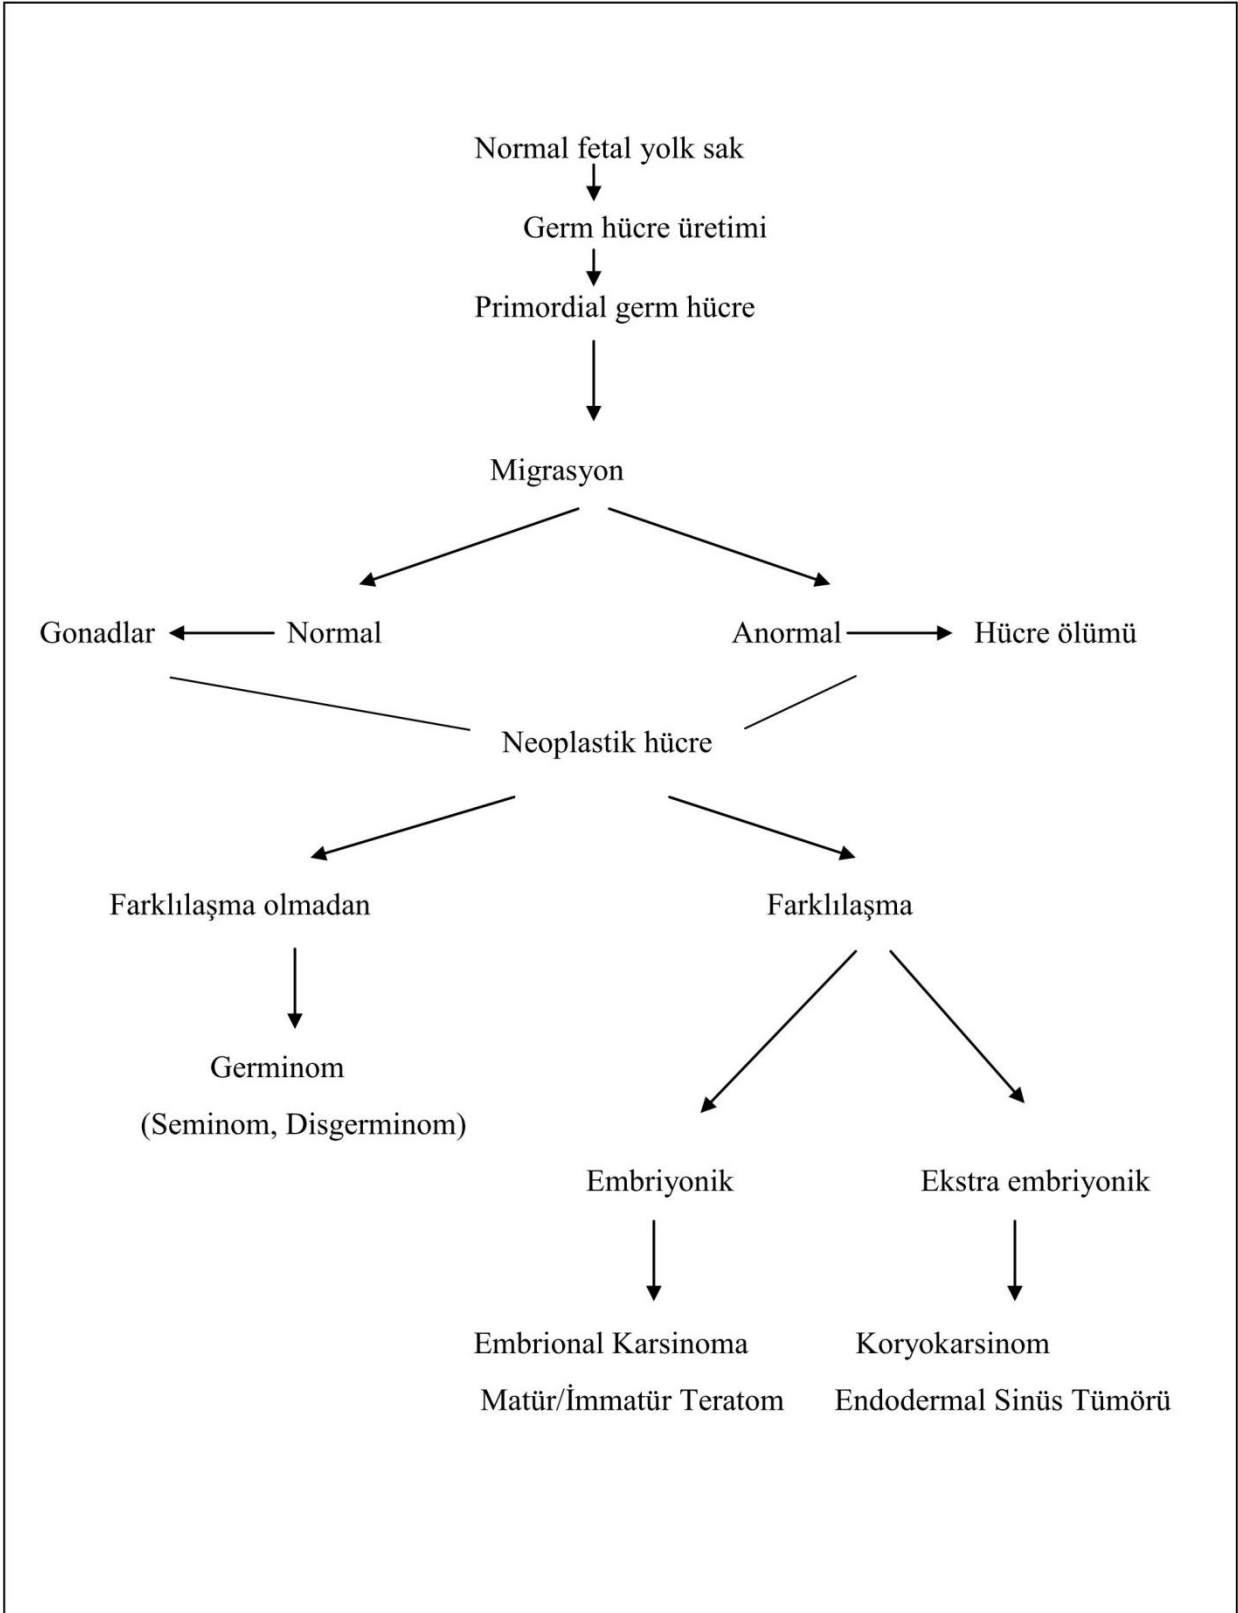 Normal fetal yolk sak
Germ hücre üretimi
Primordial germ hücre
Migrasyon
Gonadlar
Normal
Anormal
Hücre ölümü
Neoplastik hücre
Farklılaşma olmadan
Farklılaşma
Germinom
(Seminom, Disgerminom)
Embriyonik
Ekstra embriyonik
Embrional Karsinoma
Matür/İmmatür Teratom
Koryokarsinom
Endodermal Sinüs Tümörü